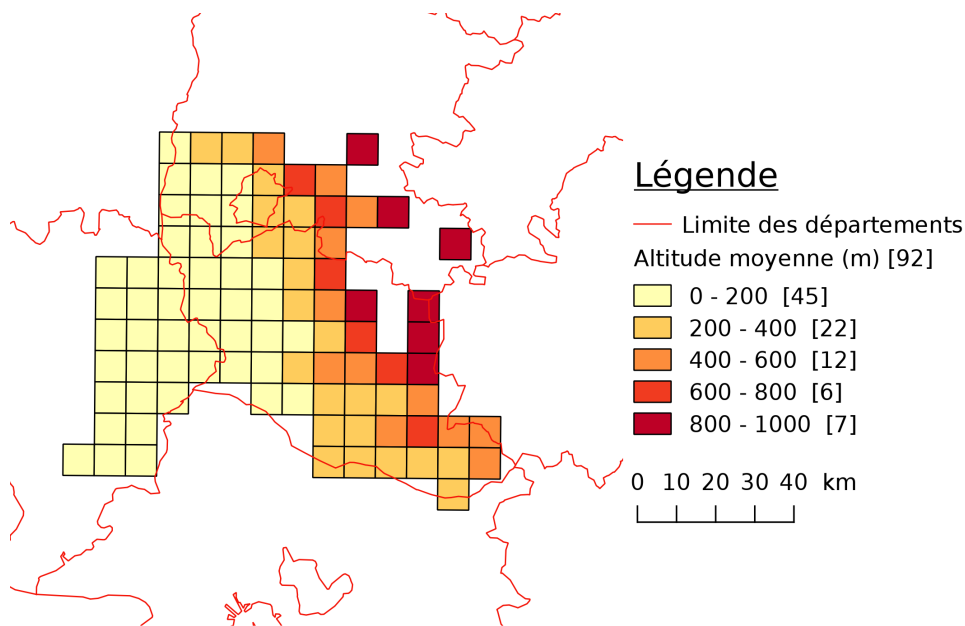 Légende
Limite des départements
Altitude moyenne (m) [92]
0 - 200 [45]
200 - 400 [22]
400 - 600 [12]
600 - 800 [6]
800 - 1000 [7]
0 10 20 30 40 km